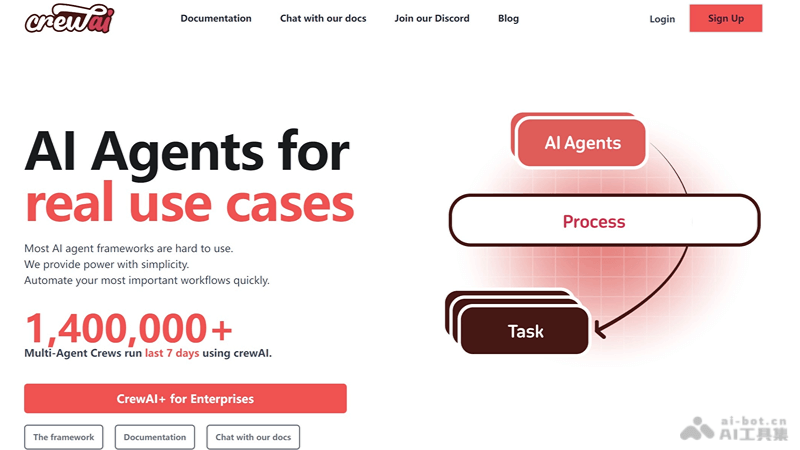 crewai
Documentation
Chat with our docs
Join our Discord
Blog
Login
Sign Up
AI Agents for
real use cases
Most AI agent frameworks are hard to use.
We provide power with simplicity.
Automate your most important workflows quickly.
1,400,000+
Multi-Agent Crews run last 7 days using crewAI.
CrewAI+ for Enterprises
The framework
Documentation
Chat with our docs
AI Agents
Process
Task
ai-bot.cn
AI工具集